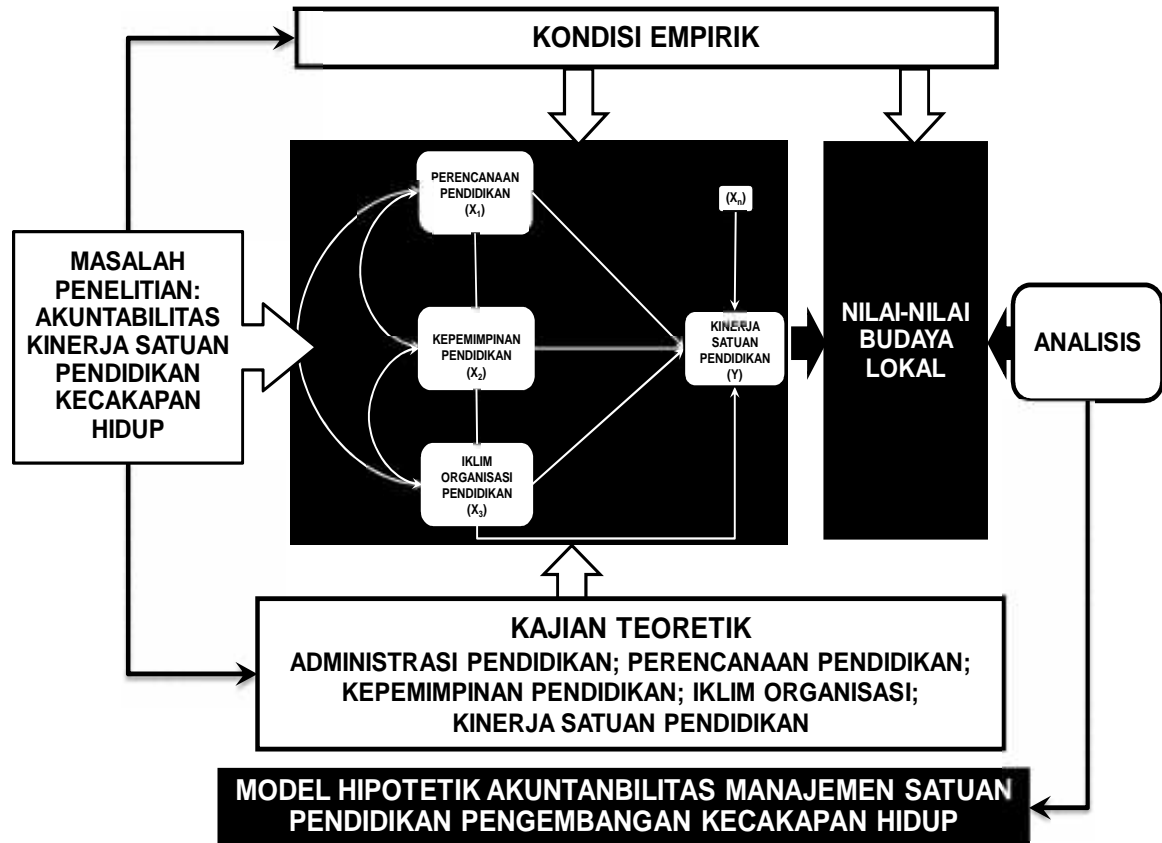 KONDISI EMPIRIK
MASALAH
PENELITIAN:
AKUNTABILITAS
KINERJA SATUAN
PENDIDIKAN
KECAKAPAN
HIDUP
PERENCANAAN
PENDIDIKAN
(X₁)
KEPEMIMPINAN
PENDIDIKAN
(X₂)
IKLIM
ORGANISASI
PENDIDIKAN
(X₃)
(Xₙ)
KINERJA
SATUAN
PENDIDIKAN
(Y)
NILAI-NILAI
BUDAYA
LOKAL
ANALISIS
KAJIAN TEORETIK
ADMINISTRASI PENDIDIKAN; PERENCANAAN PENDIDIKAN;
KEPEMIMPINAN PENDIDIKAN; IKLIM ORGANISASI;
KINERJA SATUAN PENDIDIKAN
MODEL HIPOTETIK AKUNTANBILITAS MANAJEMEN SATUAN
PENDIDIKAN PENGEMBANGAN KECAKAPAN HIDUP